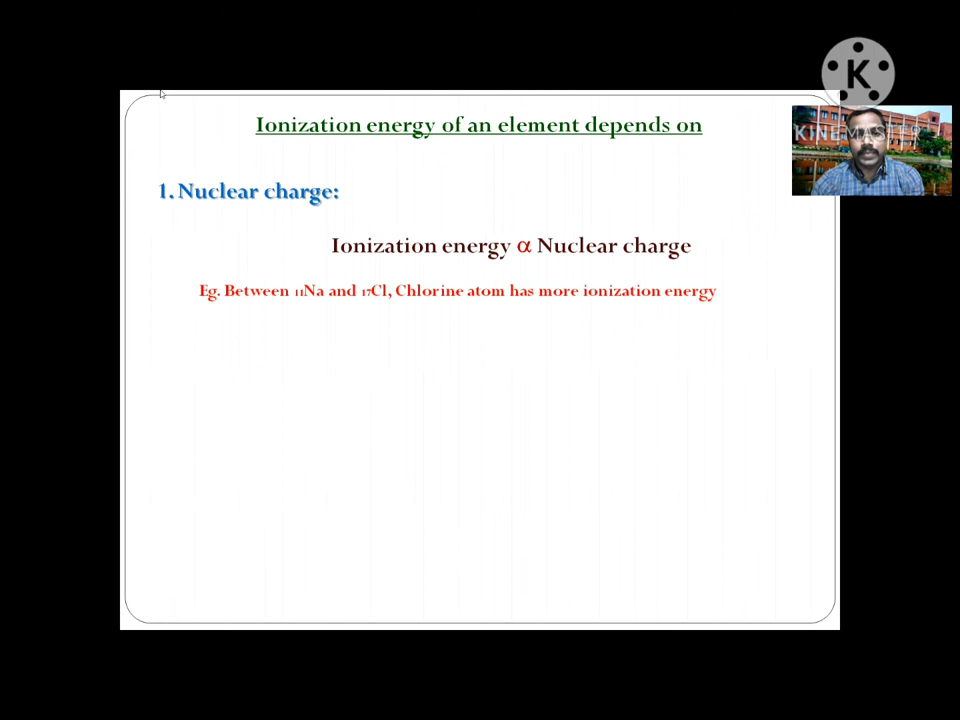 K
KINEMASTER
Ionization energy of an element depends on
1. Nuclear charge:
Ionization energy α Nuclear charge
Eg. Between ₁₁Na and ₁₇Cl, Chlorine atom has more ionization energy